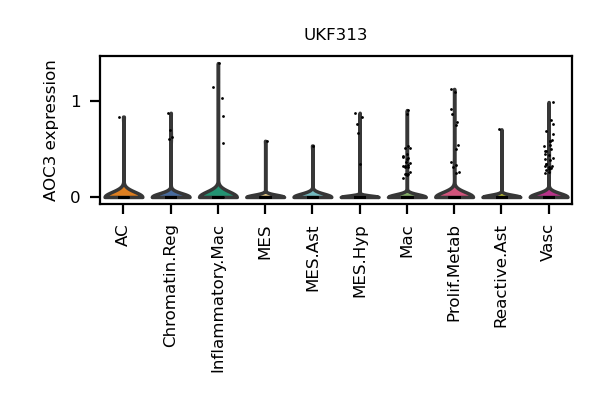 UKF313
AOC3 expression
1
0
AC
Chromatin.Reg
Inflammatory.Mac
MES
MES.Ast
MES.Hyp
Mac
Prolif.Metab
Reactive.Ast
Vasc